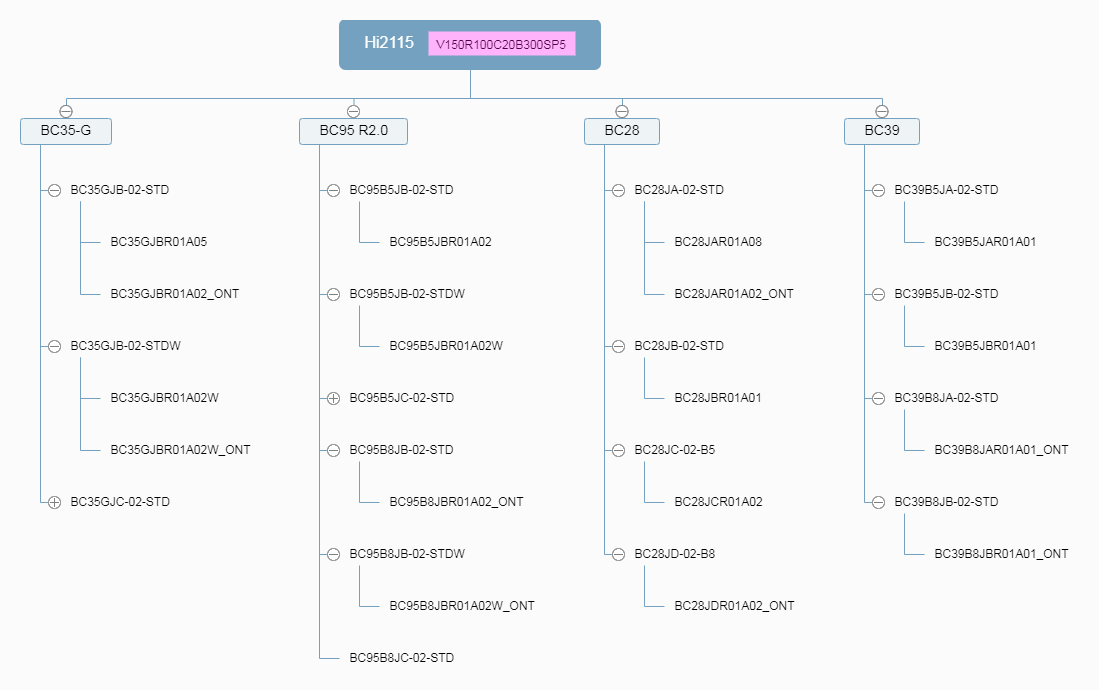 Hi2115 V150R100C20B300SP5
BC35-G
BC35GJB-02-STD
BC35GJBR01A05
BC35GJBR01A02_ONT
BC35GJB-02-STDW
BC35GJBR01A02W
BC35GJBR01A02W_ONT
BC35GJC-02-STD
BC95 R2.0
BC95B5JB-02-STD
BC95B5JBR01A02
BC95B5JB-02-STDW
BC95B5JBR01A02W
BC95B5JC-02-STD
BC95B8JB-02-STD
BC95B8JBR01A02_ONT
BC95B8JB-02-STDW
BC95B8JBR01A02W_ONT
BC95B8JC-02-STD
BC28
BC28JA-02-STD
BC28JAR01A08
BC28JAR01A02_ONT
BC28JB-02-STD
BC28JBR01A01
BC28JC-02-B5
BC28JCR01A02
BC28JD-02-B8
BC28JDR01A02_ONT
BC39
BC39B5JA-02-STD
BC39B5JAR01A01
BC39B5JB-02-STD
BC39B5JBR01A01
BC39B8JA-02-STD
BC39B8JAR01A01_ONT
BC39B8JB-02-STD
BC39B8JBR01A01_ONT